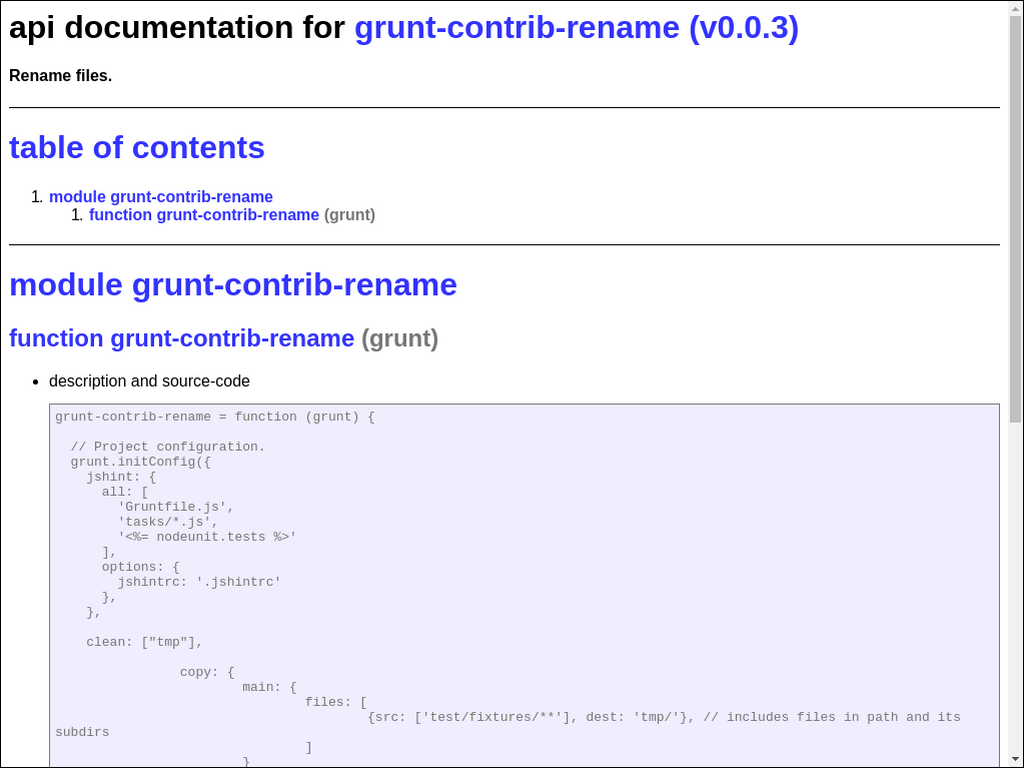 api documentation for grunt-contrib-rename (v0.0.3)
Rename files.
table of contents
1. module grunt-contrib-rename
1. function grunt-contrib-rename (grunt)
module grunt-contrib-rename
function grunt-contrib-rename (grunt)
• description and source-code
grunt-contrib-rename = function (grunt) {
// Project configuration.
grunt.initConfig({
jshint: {
all: [
'Gruntfile.js',
'tasks/*.js',
'<%= nodeunit.tests %>'
],
options: {
jshintrc: '.jshintrc'
},
},
clean: ["tmp"],
copy: {
main: {
files: [
{src: ['test/fixtures/**'], dest: 'tmp/'}, // includes files in path and its
subdirs
]
}